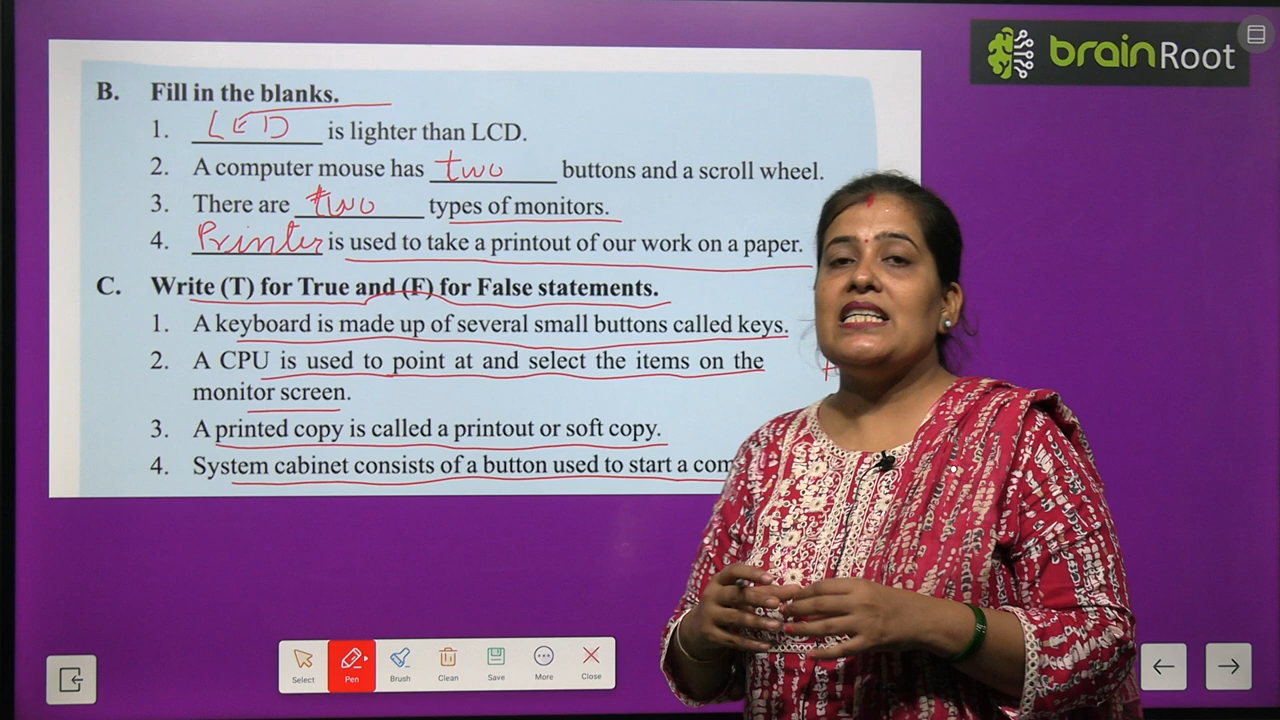 brainRoot
B. Fill in the blanks.
1. LED is lighter than LCD.
2. A computer mouse has two buttons and a scroll wheel.
3. There are two types of monitors.
4. Printer is used to take a printout of our work on a paper.
C. Write (T) for True and (F) for False statements.
1. A keyboard is made up of several small buttons called keys.
2. A CPU is used to point at and select the items on the
monitor screen.
3. A printed copy is called a printout or soft copy.
4. System cabinet consists of a button used to start a com
Select Pen Brush Clean Save More Close